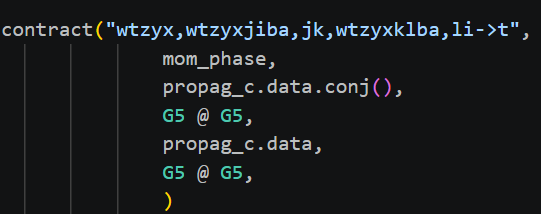 contract("wtzyx,wtzyxjiba,jk,wtzyxklba,li->t",
mom_phase,
propag_c.data.conj(),
G5 @ G5,
propag_c.data,
G5 @ G5,
)